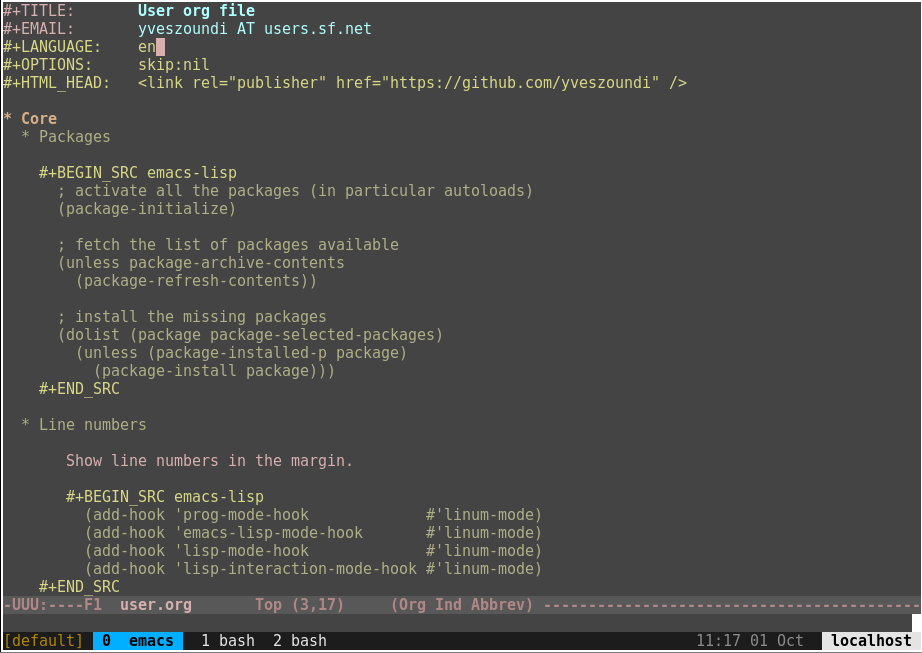 #+TITLE:       User org file
#+EMAIL:       yveszoundi AT users.sf.net
#+LANGUAGE:    en
#+OPTIONS:     skip:nil
#+HTML_HEAD:   <link rel="publisher" href="https://github.com/yveszoundi" />
* Core
  * Packages
    #+BEGIN_SRC emacs-lisp
      ; activate all the packages (in particular autoloads)
      (package-initialize)
      ; fetch the list of packages available
      (unless package-archive-contents
        (package-refresh-contents))
      ; install the missing packages
      (dolist (package package-selected-packages)
        (unless (package-installed-p package)
          (package-install package)))
    #+END_SRC
  * Line numbers
       Show line numbers in the margin.
       #+BEGIN_SRC emacs-lisp
         (add-hook 'prog-mode-hook             #'linum-mode)
         (add-hook 'emacs-lisp-mode-hook       #'linum-mode)
         (add-hook 'lisp-mode-hook             #'linum-mode)
         (add-hook 'lisp-interaction-mode-hook #'linum-mode)
    #+END_SRC
-UUU:----F1  user.org       Top (3,17)     (Org Ind Abbrev) ------------------------------------------
[default]  0  emacs   1 bash  2 bash   11:17 01 Oct  localhost